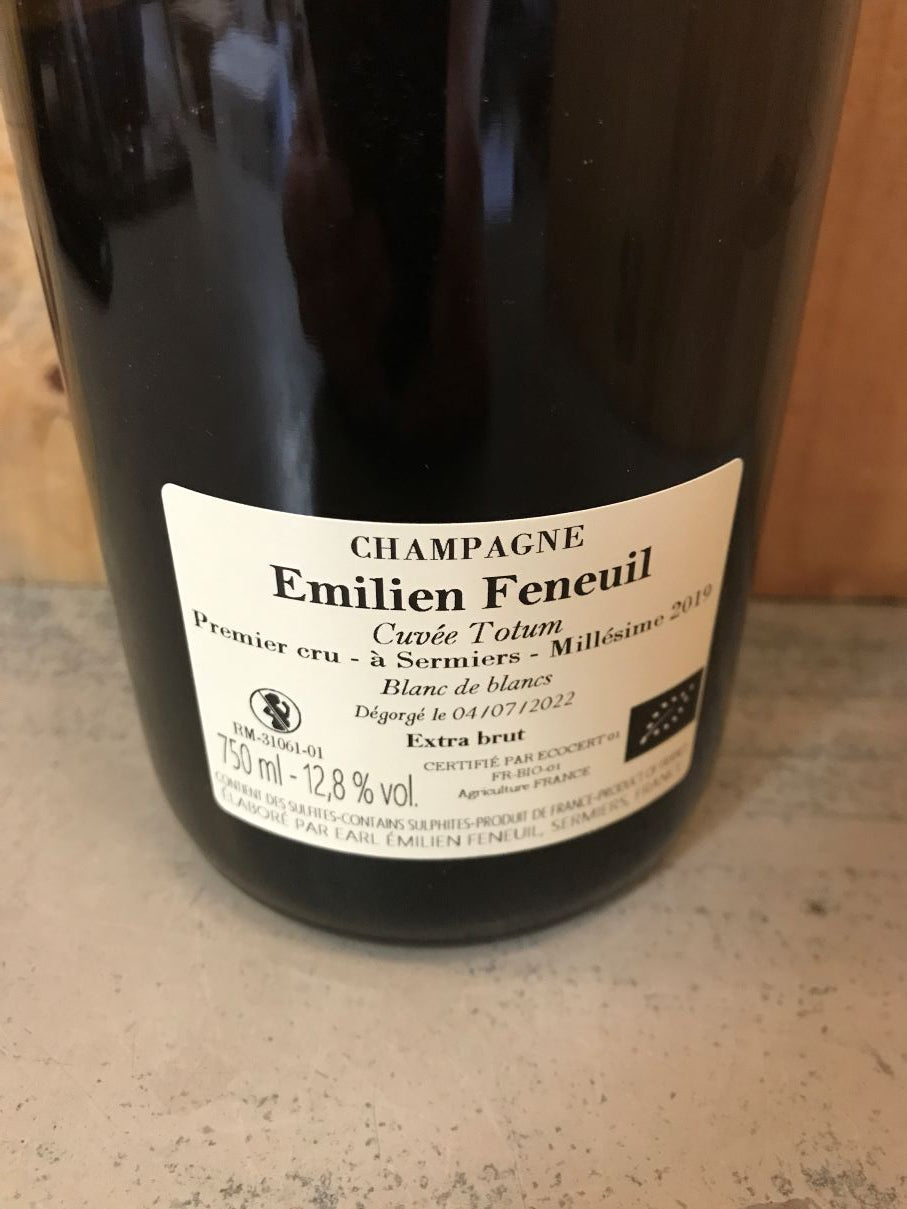 CHAMPAGNE
Emilien Feneuil
Cuvée Totum
Premier cru - à Sermiers - Millésime 2019
Blanc de blancs
Dégorgé le 04/07/2022
Extra brut
RM-31061-01
750 ml - 12,8 % vol.
CERTIFIÉ PAR ECOCERT 01
FR-BIO-01
Agriculture FRANCE
CONTIENT DES SULFITES-CONTAINS SULPHITES-PRODUIT DE FRANCE-PRODUCT OF FRANCE
ÉLABORÉ PAR EARL ÉMILIEN FENEUIL, SERMIERS, FRANCE